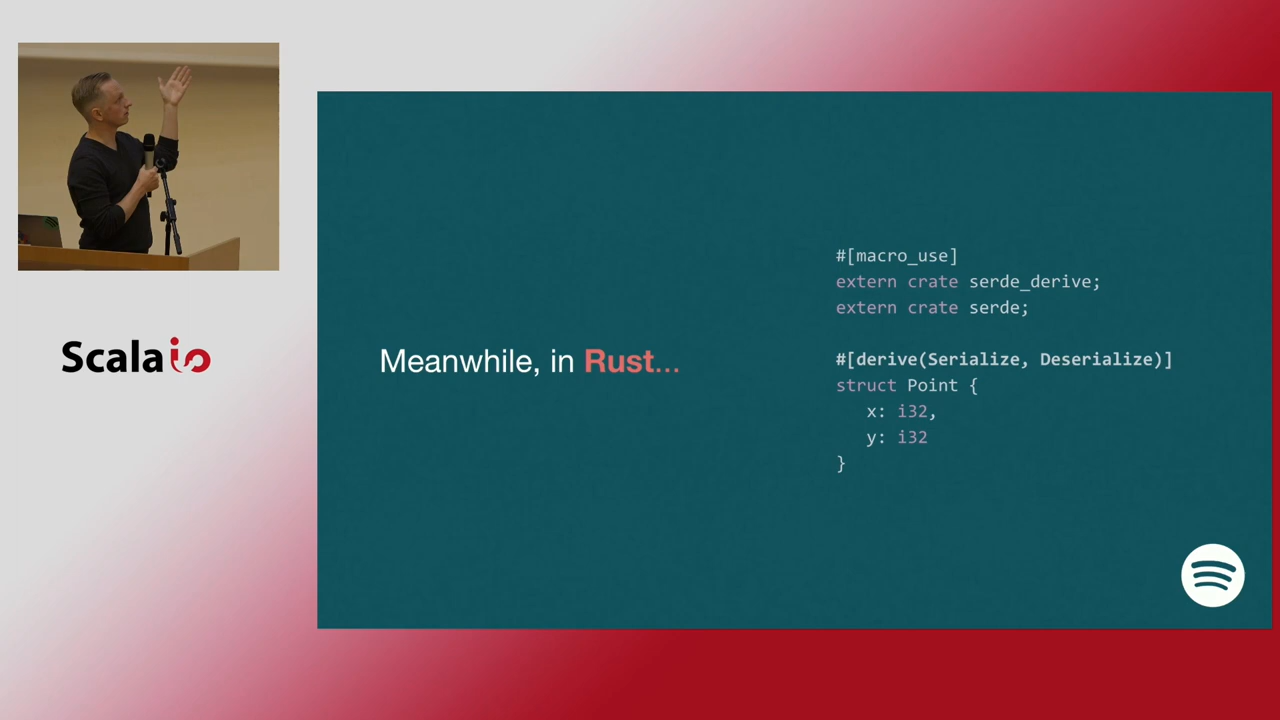 Scalaio
Meanwhile, in Rust...
#[macro_use]
extern crate serde_derive;
extern crate serde;
#[derive(Serialize, Deserialize)]
struct Point {
x: i32,
y: i32
}